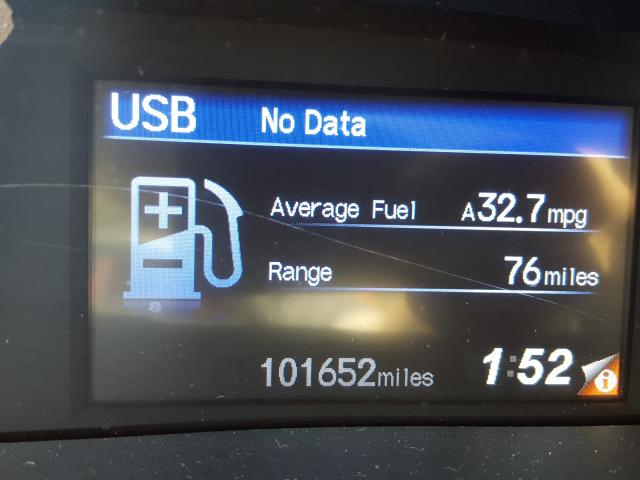 USB No Data
Average Fuel A32.7mpg
Range 76miles
101652miles 1:52 i